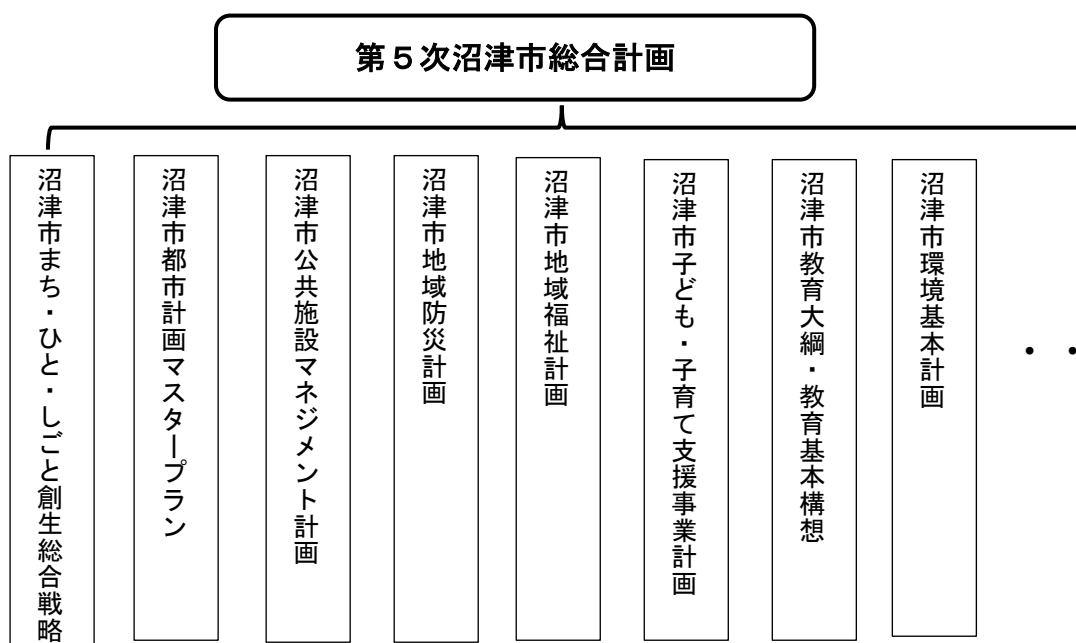 第５次沼津市総合計画
沼津市まち・ひと・しごと創生総合戦略
沼津市都市計画マスタープラン
沼津市公共施設マネジメント計画
沼津市地域防災計画
沼津市地域福祉計画
沼津市子ども・子育て支援事業計画
沼津市教育大綱・教育基本構想
沼津市環境基本計画
・・